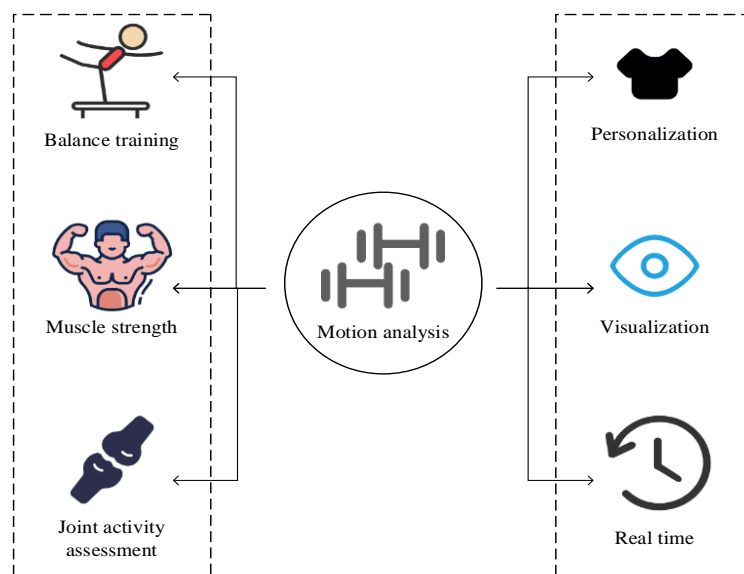 Balance training
Muscle strength
Joint activity
assessment
Motion analysis
Personalization
Visualization
Real time